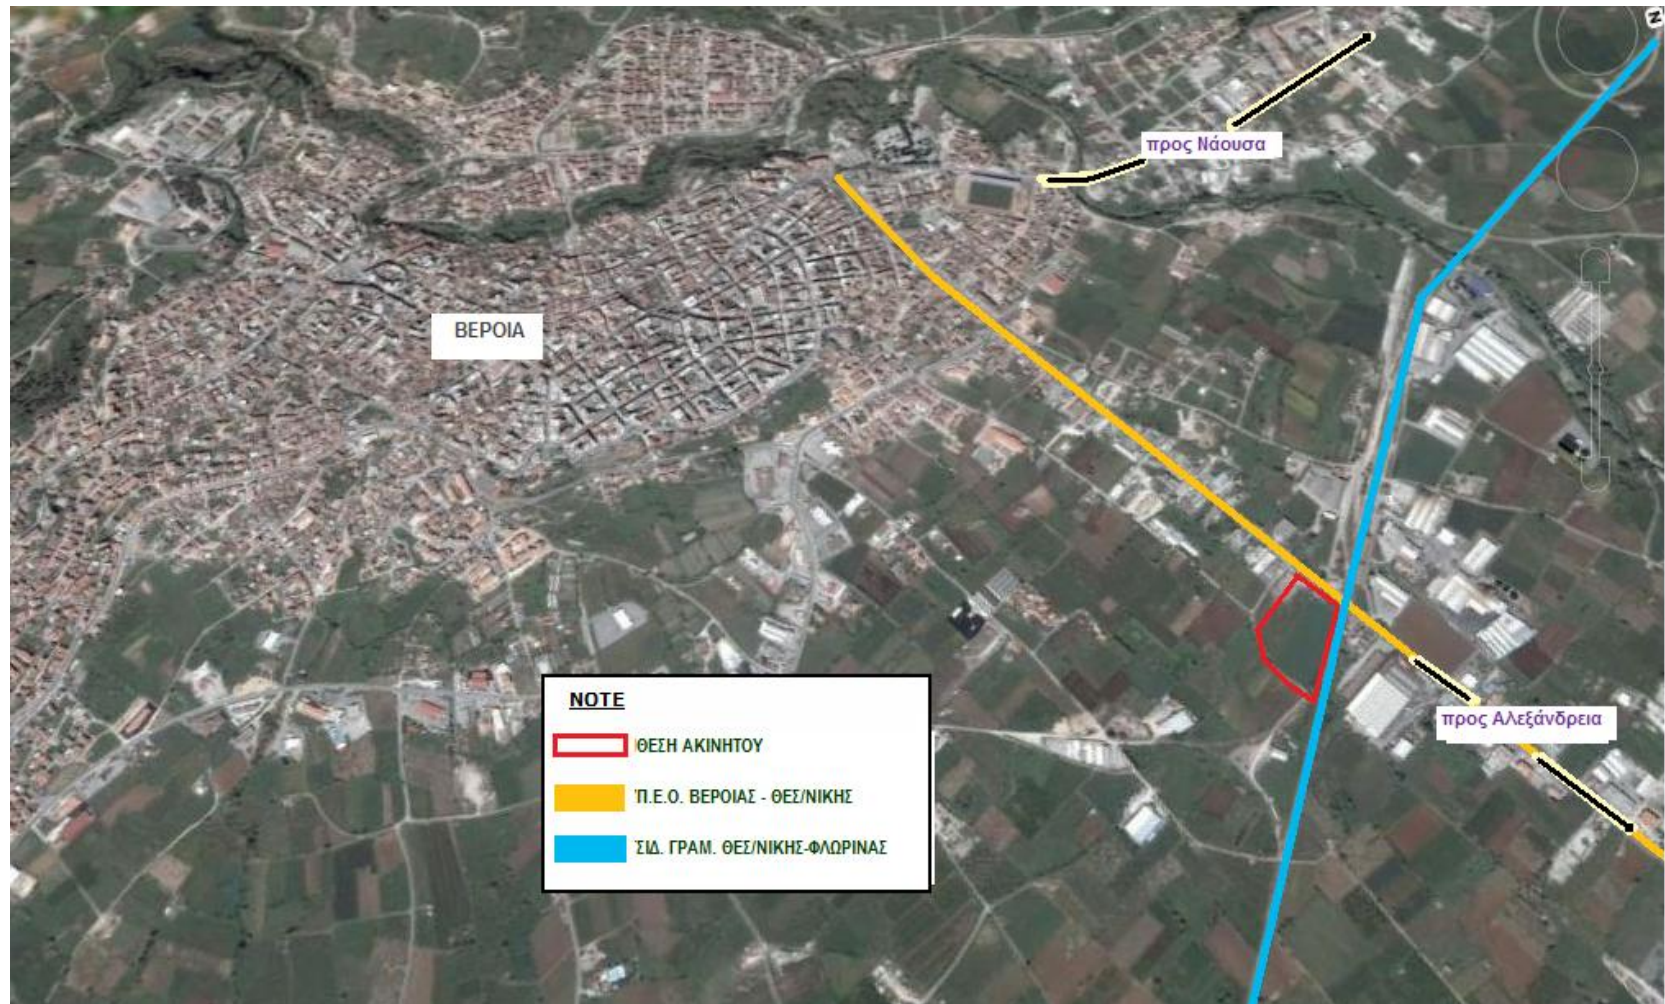 N
προς Νάουσα
ΒΕΡΟΙΑ
NOTE
ΘΕΣΗ ΑΚΙΝΗΤΟΥ
Π.Ε.Ο. ΒΕΡΟΙΑΣ - ΘΕΣ/ΝΙΚΗΣ
ΣΙΔ. ΓΡΑΜ. ΘΕΣ/ΝΙΚΗΣ-ΦΛΩΡΙΝΑΣ
προς Αλεξάνδρεια